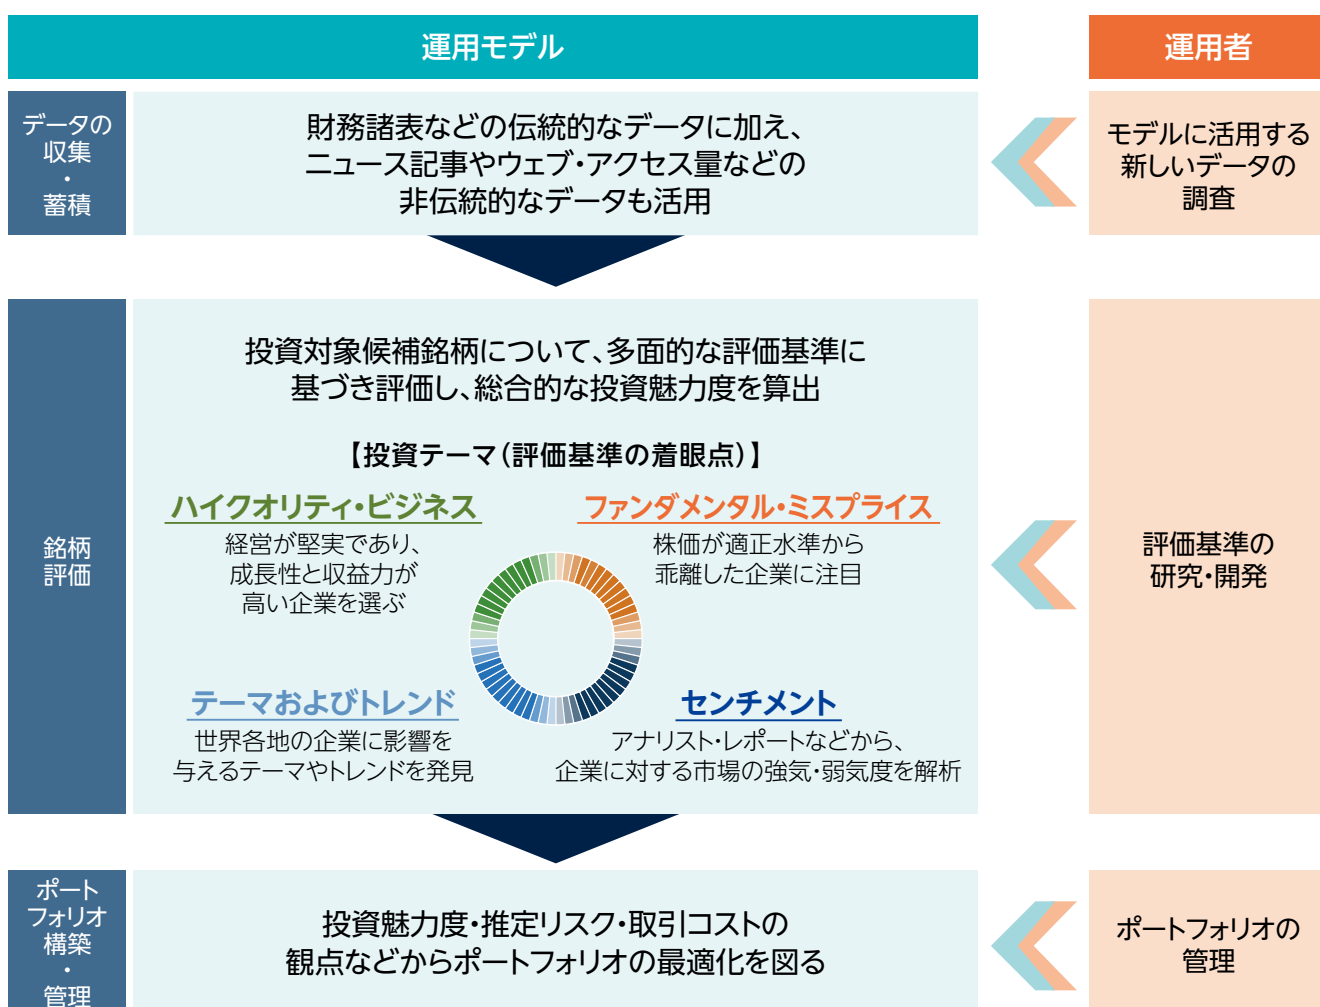 運用モデル
運用者
データの
収集
・
蓄積
財務諸表などの伝統的なデータに加え、
ニュース記事やウェブ・アクセス量などの
非伝統的なデータも活用
モデルに活用する
新しいデータの
調査
銘柄
評価
投資対象候補銘柄について、多面的な評価基準に
基づき評価し、総合的な投資魅力度を算出
【投資テーマ(評価基準の着眼点)】
ハイクオリティ・ビジネス
経営が堅実であり、
成長性と収益力が
高い企業を選ぶ
ファンダメンタル・ミスプライス
株価が適正水準から
乖離した企業に注目
テーマおよびトレンド
世界各地の企業に影響を
与えるテーマやトレンドを発見
センチメント
アナリスト・レポートなどから、
企業に対する市場の強気・弱気度を解析
評価基準の
研究・開発
ポート
フォリオ
構築
・
管理
投資魅力度・推定リスク・取引コストの
観点などからポートフォリオの最適化を図る
ポートフォリオの
管理